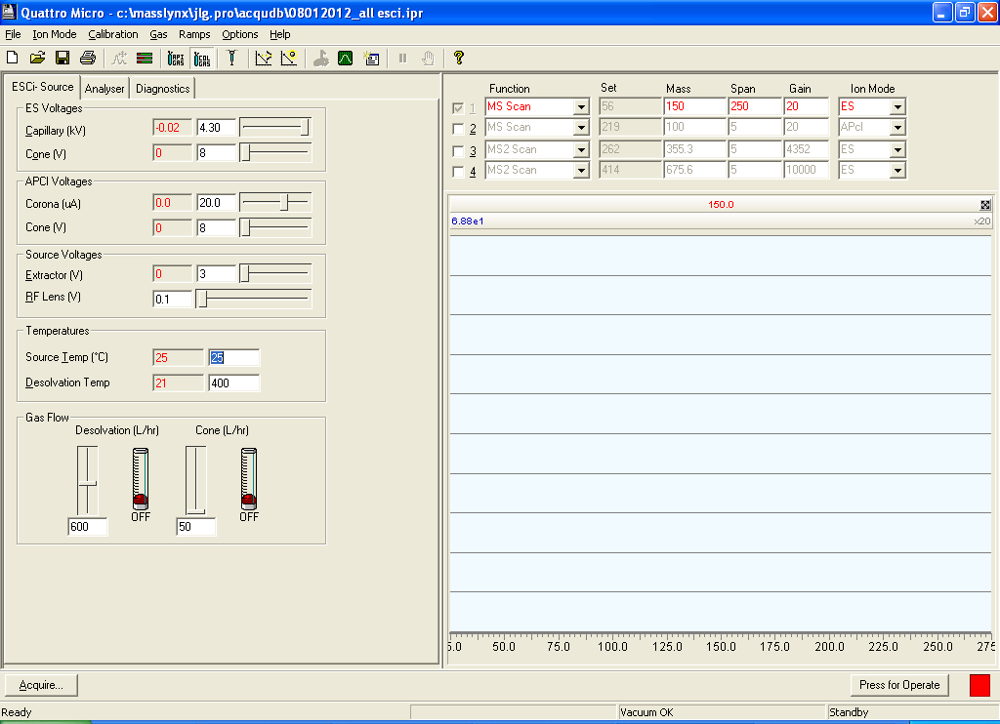 Quattro Micro - c:\masslynx\jlg.pro\acqudb\08012012_all esci.ipr
File Ion Mode Calibration Gas Ramps Options Help
API GAS COL GAS
ESCi- Source Analyser Diagnostics
ES Voltages
Capillary (kV) -0.02 4.30
Cone (V) 0 8
APCI Voltages
Corona (uA) 0.0 20.0
Cone (V) 0 8
Source Voltages
Extractor (V) 0 3
RF Lens (V) 0.1
Temperatures
Source Temp (°C) 25 25
Desolvation Temp 21 400
Gas Flow
Desolvation (L/hr) Cone (L/hr)
OFF OFF
600 50
Function Set Mass Span Gain Ion Mode
1 MS Scan 56 150 250 20 ES
2 MS Scan 219 100 5 20 APcI
3 MS2 Scan 262 355.3 5 4352 ES
4 MS2 Scan 414 675.6 5 10000 ES
150.0
6.88e1 x20
5.0 50.0 75.0 100.0 125.0 150.0 175.0 200.0 225.0 250.0 275
Acquire... Press for Operate
Ready Vacuum OK Standby